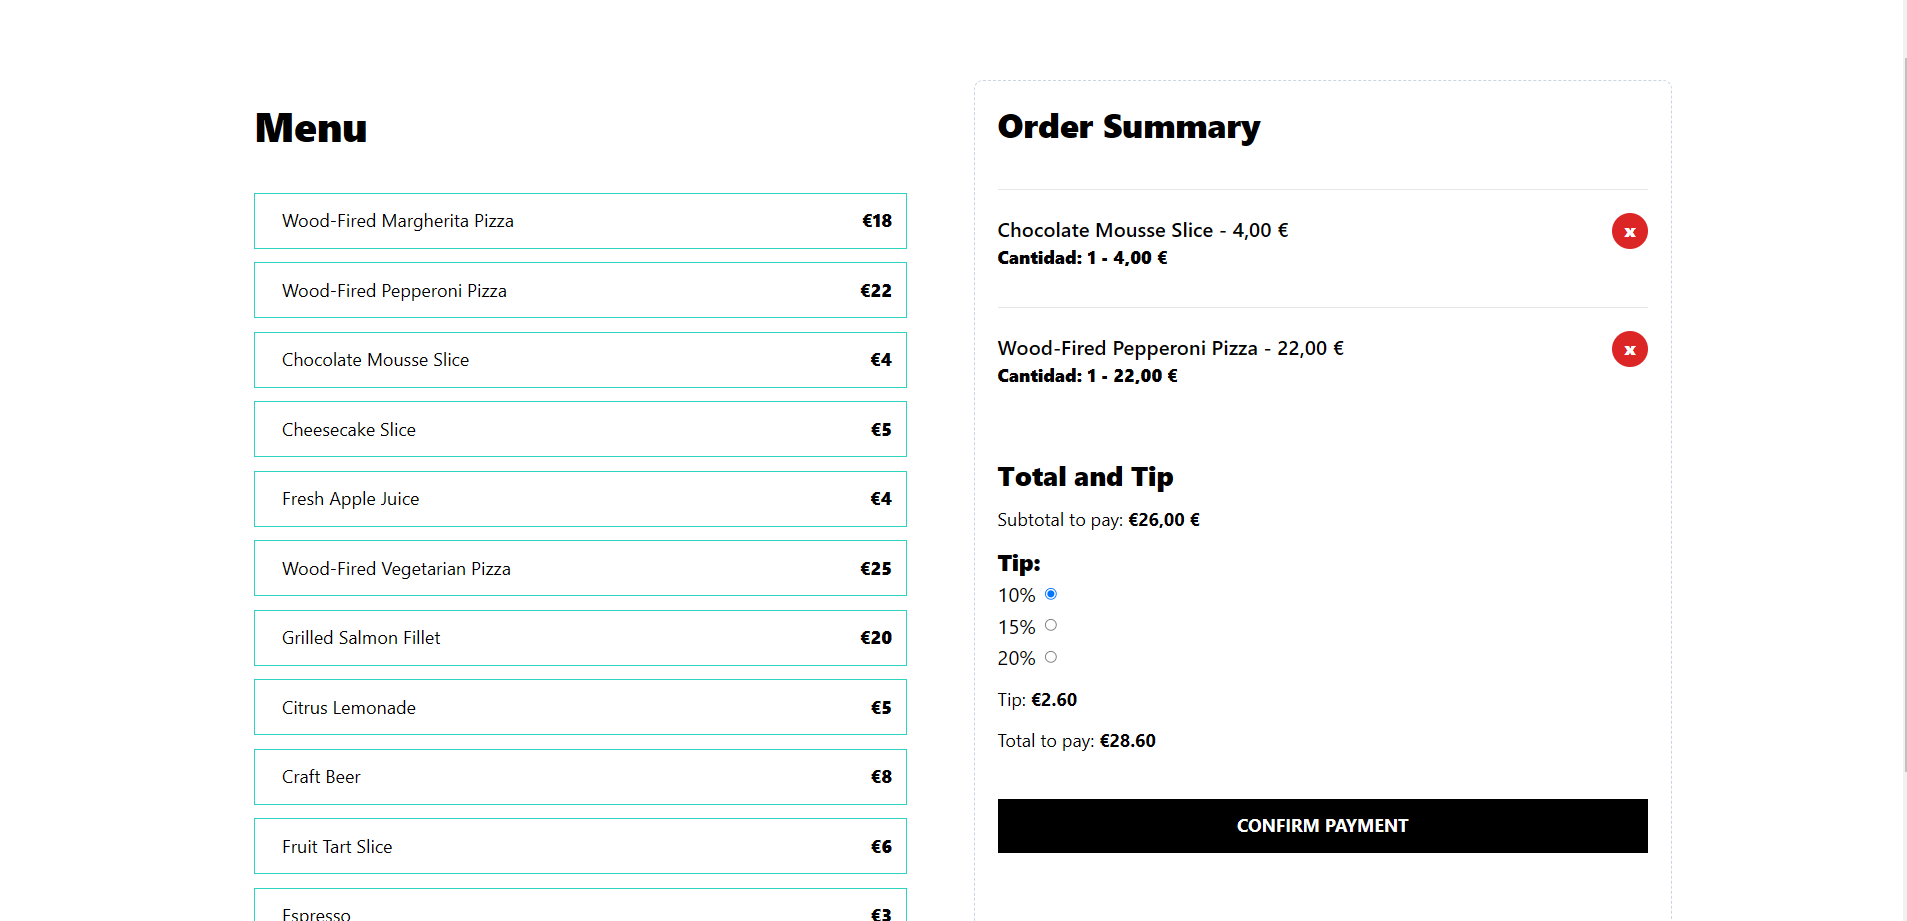 Menu
Wood-Fired Margherita Pizza €18
Wood-Fired Pepperoni Pizza €22
Chocolate Mousse Slice €4
Cheesecake Slice €5
Fresh Apple Juice €4
Wood-Fired Vegetarian Pizza €25
Grilled Salmon Fillet €20
Citrus Lemonade €5
Craft Beer €8
Fruit Tart Slice €6
Espresso €3
Order Summary
Chocolate Mousse Slice - 4,00 €
x
Cantidad: 1 - 4,00 €
Wood-Fired Pepperoni Pizza - 22,00 €
x
Cantidad: 1 - 22,00 €
Total and Tip
Subtotal to pay: €26,00 €
Tip:
10%
15%
20%
Tip: €2.60
Total to pay: €28.60
CONFIRM PAYMENT